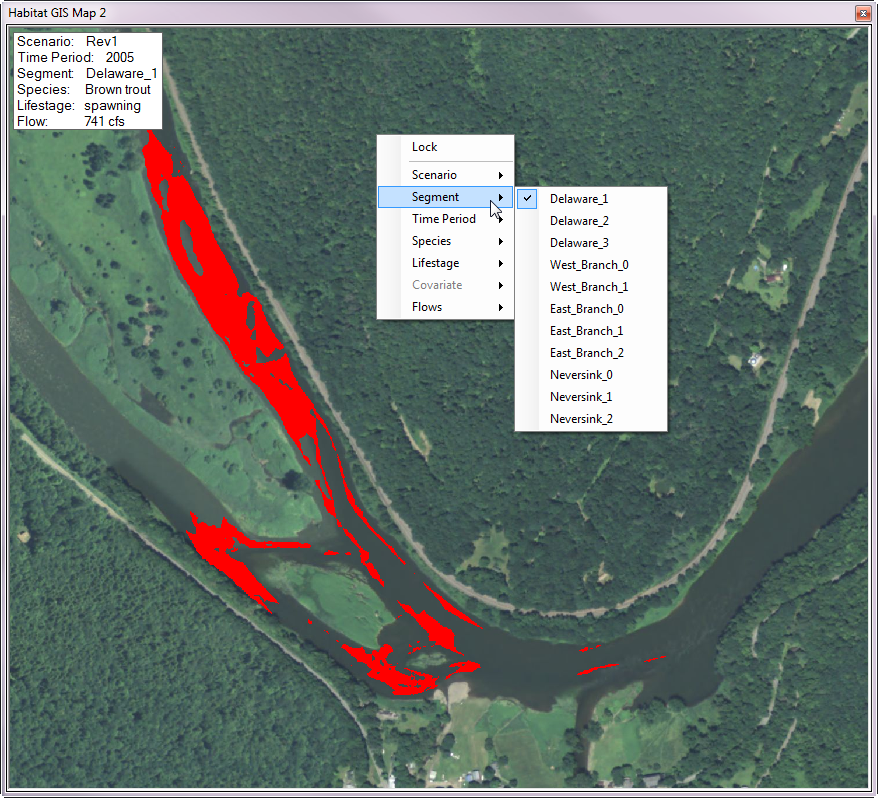 Habitat GIS Map 2
Scenario: Rev1
Time Period: 2005
Segment: Delaware_1
Species: Brown trout
Lifestage: spawning
Flow: 741 cfs
Lock
Scenario
Segment
Time Period
Species
Lifestage
Covariate
Flows
Delaware_1
Delaware_2
Delaware_3
West_Branch_0
West_Branch_1
East_Branch_0
East_Branch_1
East_Branch_2
Neversink_0
Neversink_1
Neversink_2